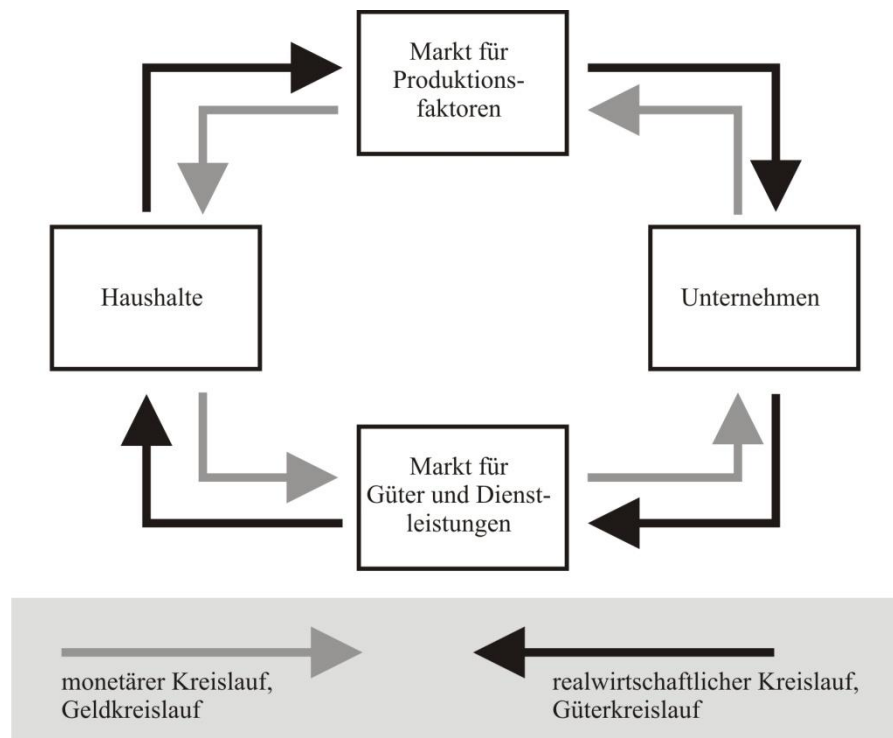 Markt für
Produktions-
faktoren
Haushalte
Unternehmen
Markt für
Güter und Dienst-
leistungen
monetärer Kreislauf,
Geldkreislauf
realwirtschaftlicher Kreislauf,
Güterkreislauf